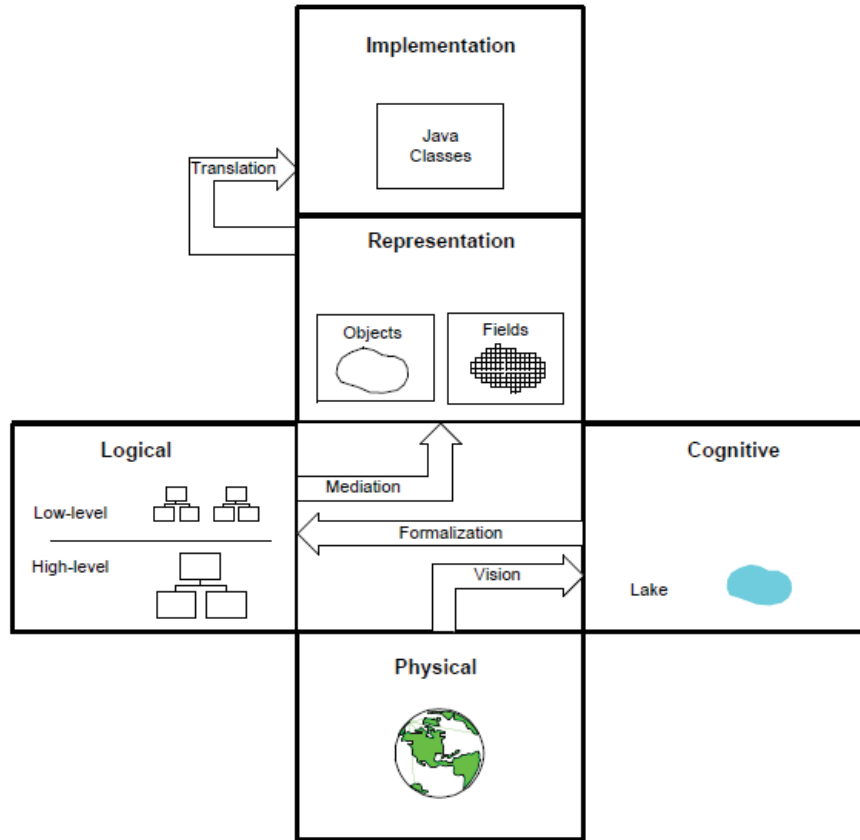 Implementation
Java
Classes
Translation
Representation
Objects
Fields
Logical
Cognitive
Mediation
Low-level
Formalization
High-level
Vision
Lake
Physical